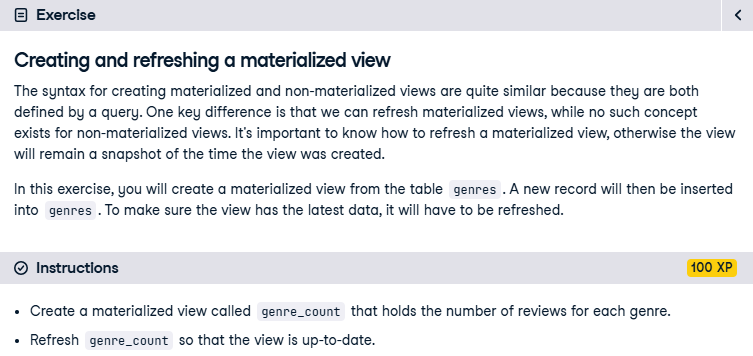 Exercise
Creating and refreshing a materialized view
The syntax for creating materialized and non-materialized views are quite similar because they are both
defined by a query. One key difference is that we can refresh materialized views, while no such concept
exists for non-materialized views. It's important to know how to refresh a materialized view, otherwise the view
will remain a snapshot of the time the view was created.
In this exercise, you will create a materialized view from the table genres . A new record will then be inserted
into genres . To make sure the view has the latest data, it will have to be refreshed.
Instructions 100 XP
• Create a materialized view called genre_count that holds the number of reviews for each genre.
• Refresh genre_count so that the view is up-to-date.